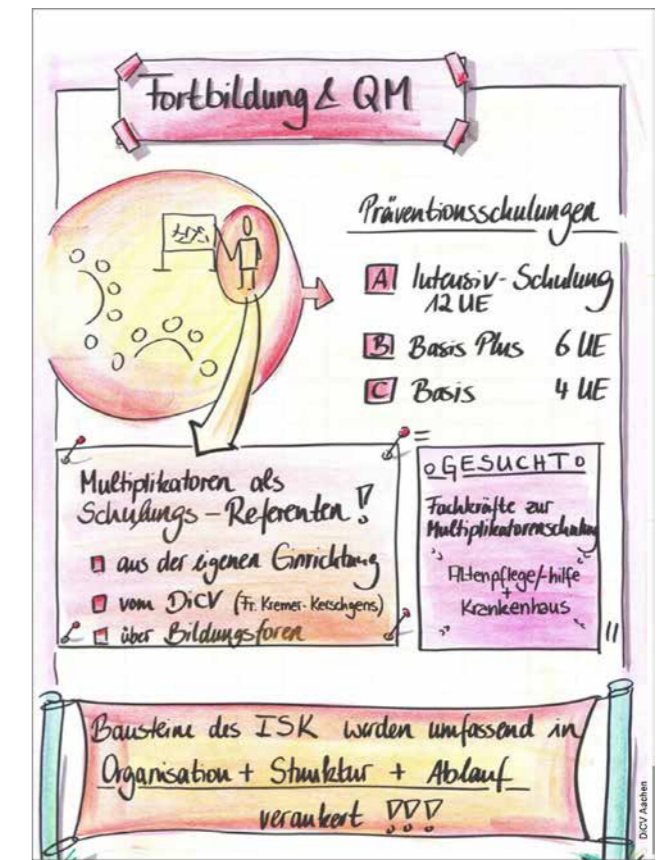 Fortbildung & QM
Präventionsschulungen
A Intensiv-Schulung
12 UE
B Basis Plus 6 UE
C Basis 4 UE
Multiplikatoren als
Schulungs-Referenten!
aus der eigenen Einrichtung
vom DiCV (Fr. Kremer-Kerschgens)
über Bildungsforen
GESUCHT
Fachkräfte zur
Multiplikatorenschulung
Altenpflege/-hilfe
+
Krankenhaus
Bausteine des ISK werden umfassend in
Organisation + Struktur + Ablauf
verankert !!!
DiCV Aachen